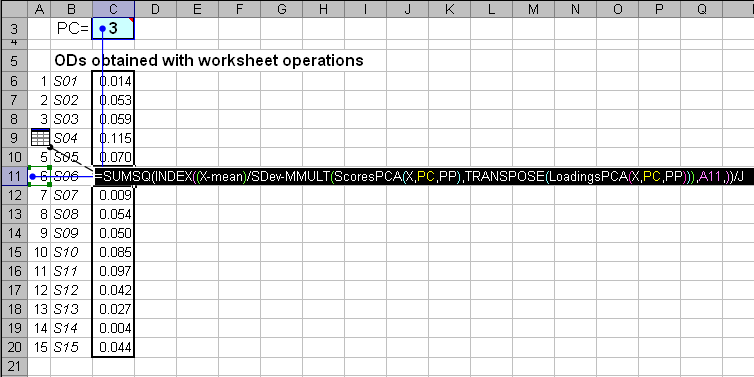 A B C D E F G H I J K L M N O P Q
3 PC= 3
4
5 ODs obtained with worksheet operations
6 1 S01 0.014
7 2 S02 0.053
8 3 S03 0.059
9 S04 0.115
10 5 S05 0.070
11 6 S06 =SUMSQ(INDEX((X-mean)/SDev-MMULT(ScoresPCA(X,PC,PP),TRANSPOSE(LoadingsPCA(X,PC,PP))),A11,))/J
12 7 S07 0.009
13 8 S08 0.054
14 9 S09 0.050
15 10 S10 0.085
16 11 S11 0.097
17 12 S12 0.042
18 13 S13 0.027
19 14 S14 0.004
20 15 S15 0.044
21